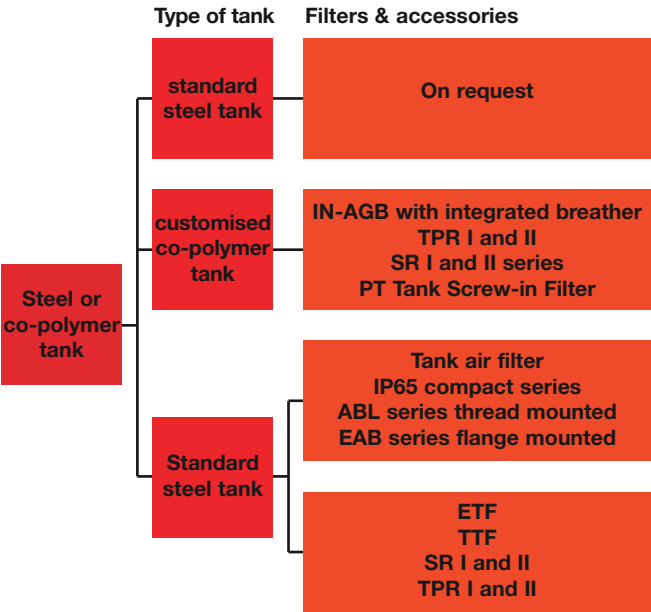 Type of tank
Filters & accessories
standard
steel tank
On request
customised
co-polymer
tank
IN-AGB with integrated breather
TPR I and II
SR I and II series
PT Tank Screw-in Filter
Steel or
co-polymer
tank
Tank air filter
IP65 compact series
ABL series thread mounted
EAB series flange mounted
Standard
steel tank
ETF
TTF
SR I and II
TPR I and II